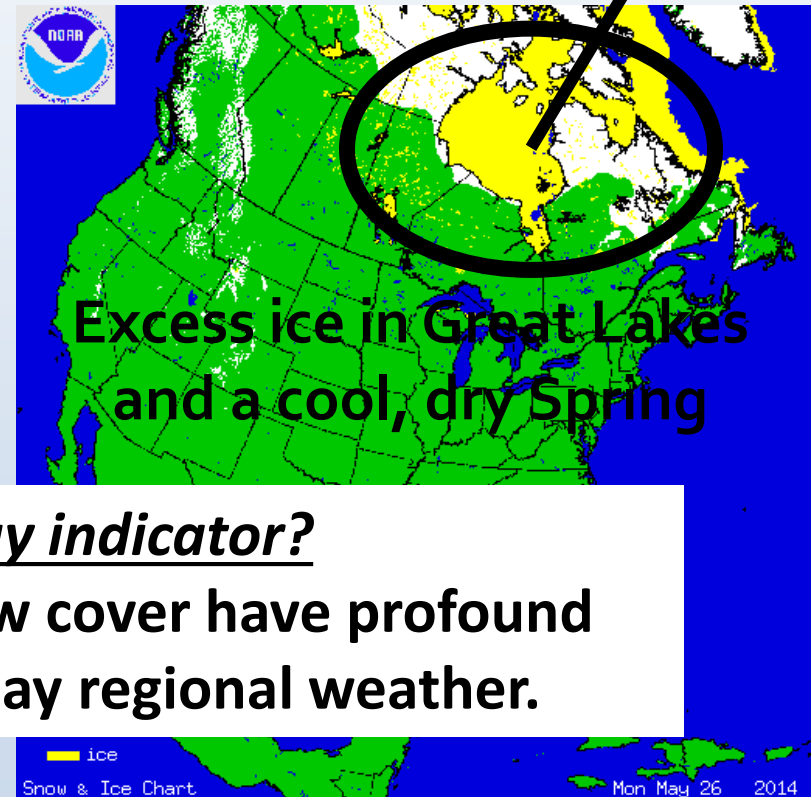 NOAA
Excess ice in Great Lakes
and a cool, dry Spring
indicator?
cover have profound
regional weather.
ice
Snow & Ice Chart
Mon May 26 2014